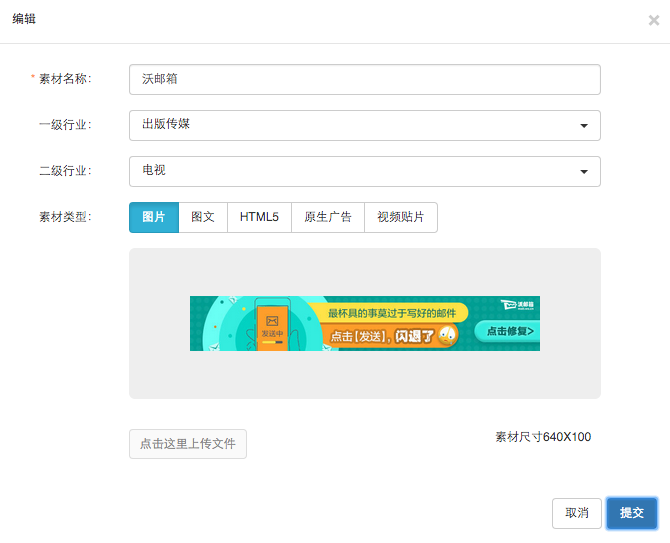 编辑
* 素材名称：
沃邮箱
一级行业：
出版传媒
二级行业：
电视
素材类型：
图片 图文 HTML5 原生广告 视频贴片
沃邮箱
最杯具的事莫过于写好的邮件
发送中
点击【发送】，闪退了
点击修复>
点击这里上传文件
素材尺寸640X100
取消
提交